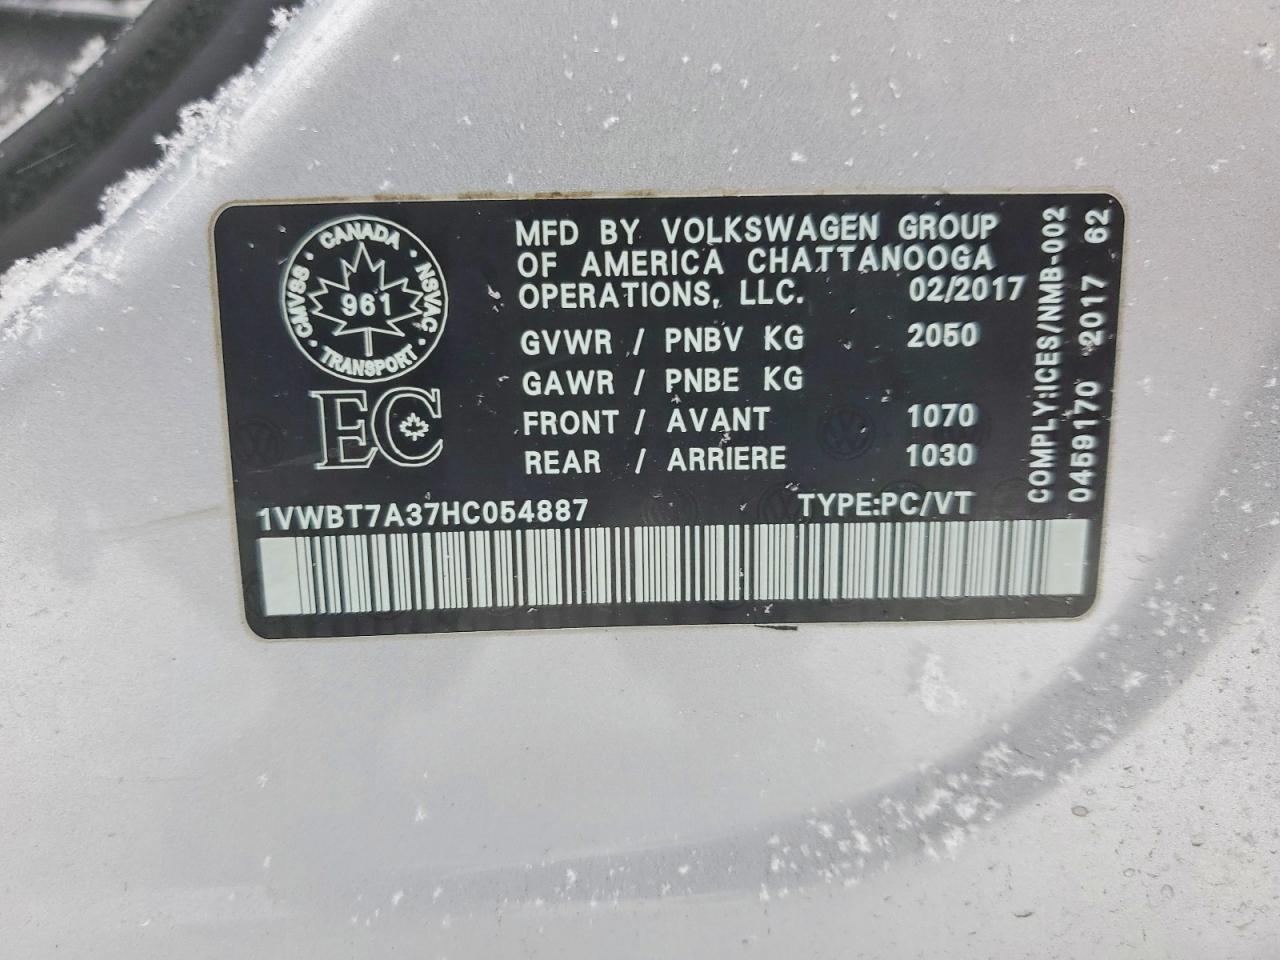 CMVSS · CANADA · NSVAC · TRANSPORT ·
961
EC
MFD BY VOLKSWAGEN GROUP
OF AMERICA CHATTANOOGA
OPERATIONS, LLC. 02/2017
GVWR / PNBV KG 2050
GAWR / PNBE KG
FRONT / AVANT 1070
REAR / ARRIERE 1030
1VWBT7A37HC054887 TYPE:PC/VT
COMPLY:ICES/NMB-002
0459170 2017 62